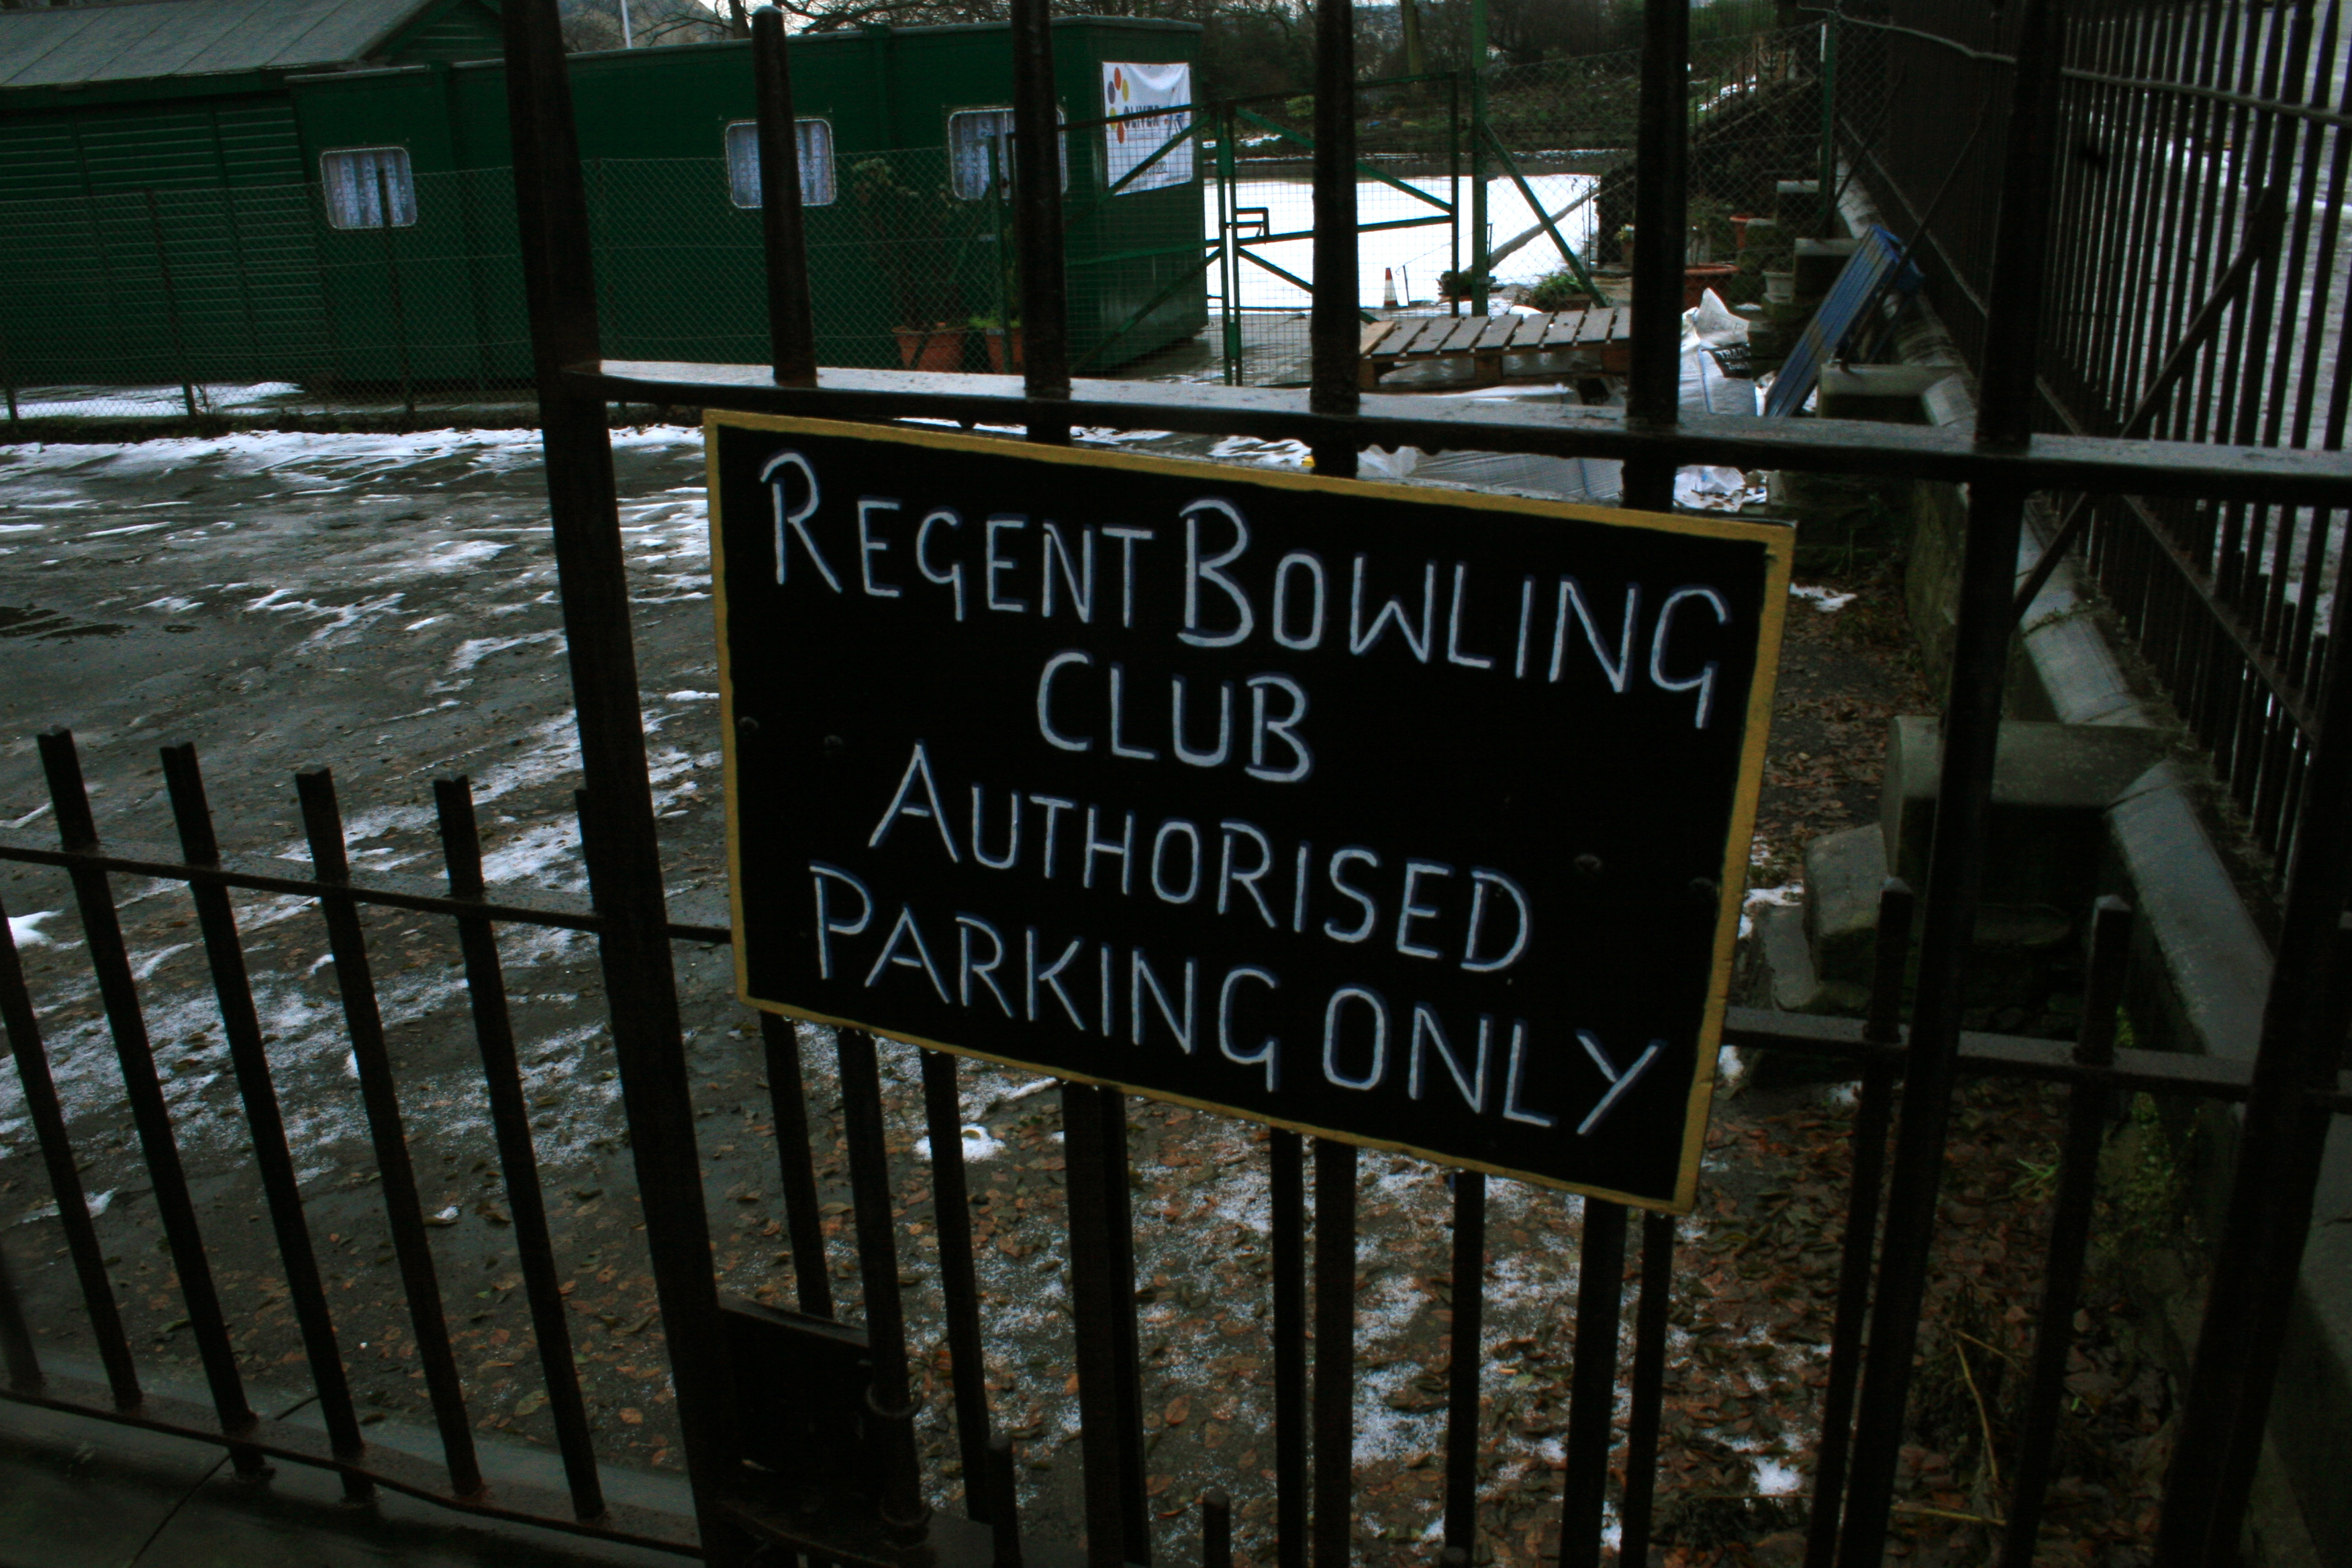 REGENT BOWLING
CLUB
AUTHORISED
PARKING ONLY